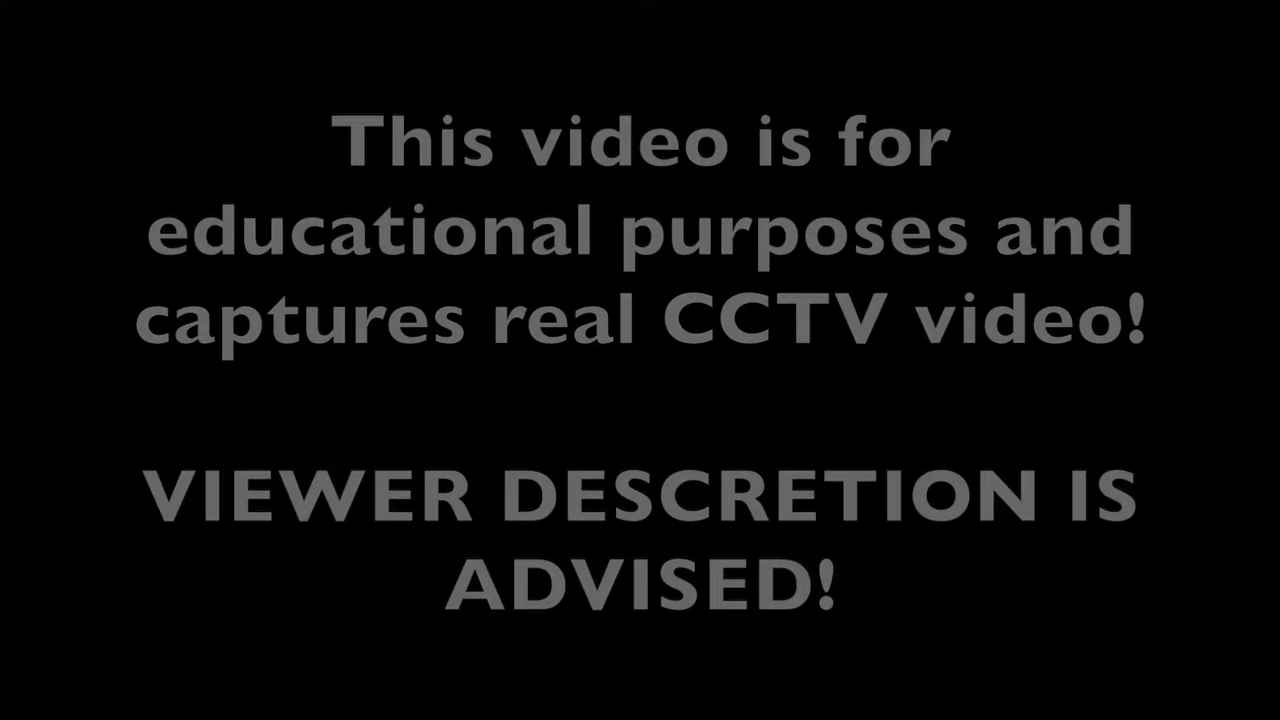 This video is for
educational purposes and
captures real CCTV video!
VIEWER DESCRETION IS
ADVISED!